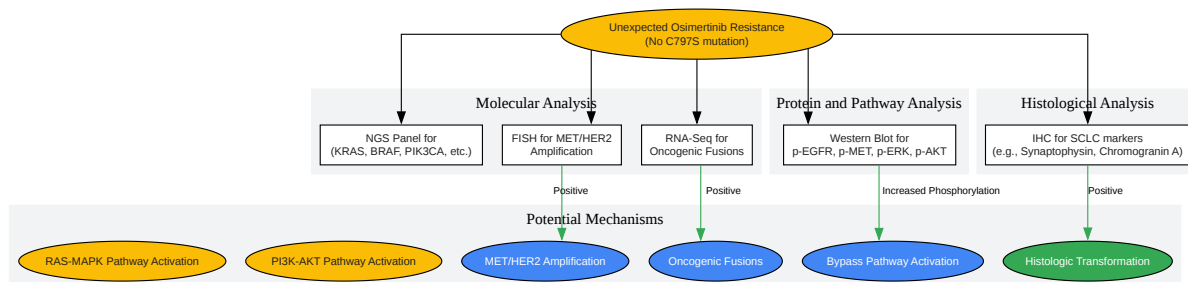 Unexpected Osimertinib Resistance
(No C797S mutation)
Molecular Analysis
Protein and Pathway Analysis
Histological Analysis
NGS Panel for
(KRAS, BRAF, PIK3CA, etc.)
FISH for MET/HER2
Amplification
RNA-Seq for
Oncogenic Fusions
Western Blot for
p-EGFR, p-MET, p-ERK, p-AKT
IHC for SCLC markers
(e.g., Synaptophysin, Chromogranin A)
Positive
Positive
Increased Phosphorylation
Positive
Potential Mechanisms
RAS-MAPK Pathway Activation
PI3K-AKT Pathway Activation
MET/HER2 Amplification
Oncogenic Fusions
Bypass Pathway Activation
Histologic Transformation